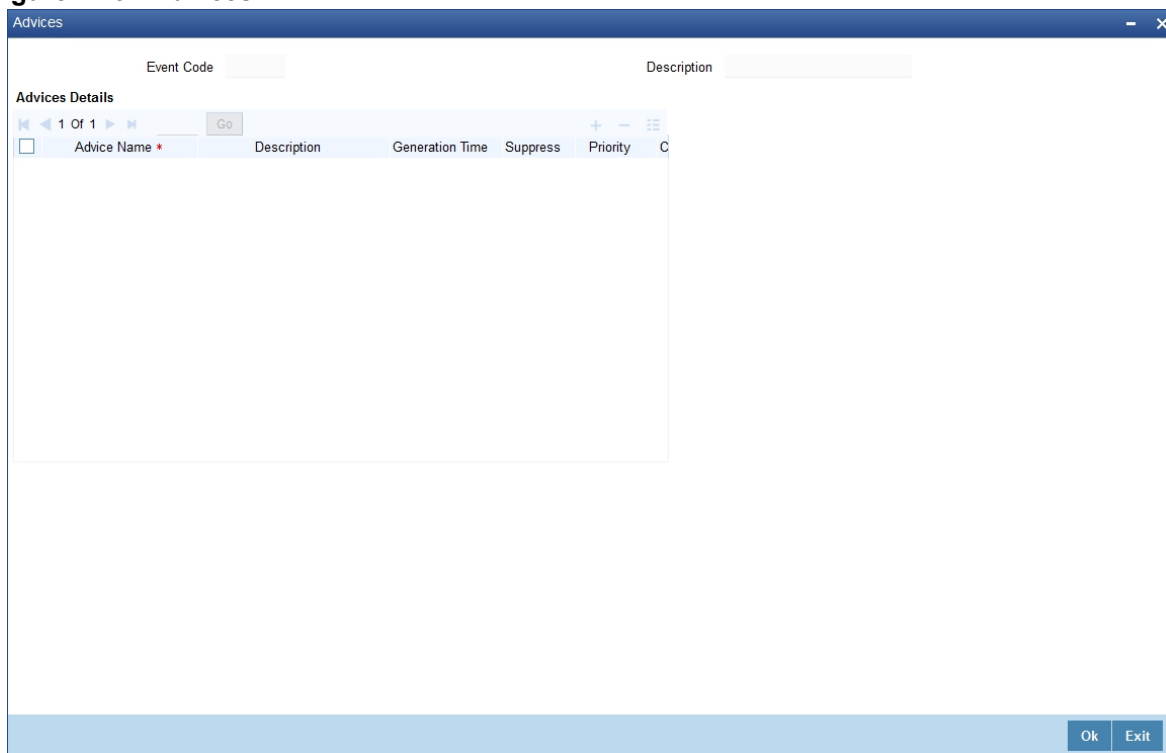 Advices
Event Code
Description
Advices Details
1 Of 1
Go
Advice Name * Description Generation Time Suppress Priority C
Ok Exit